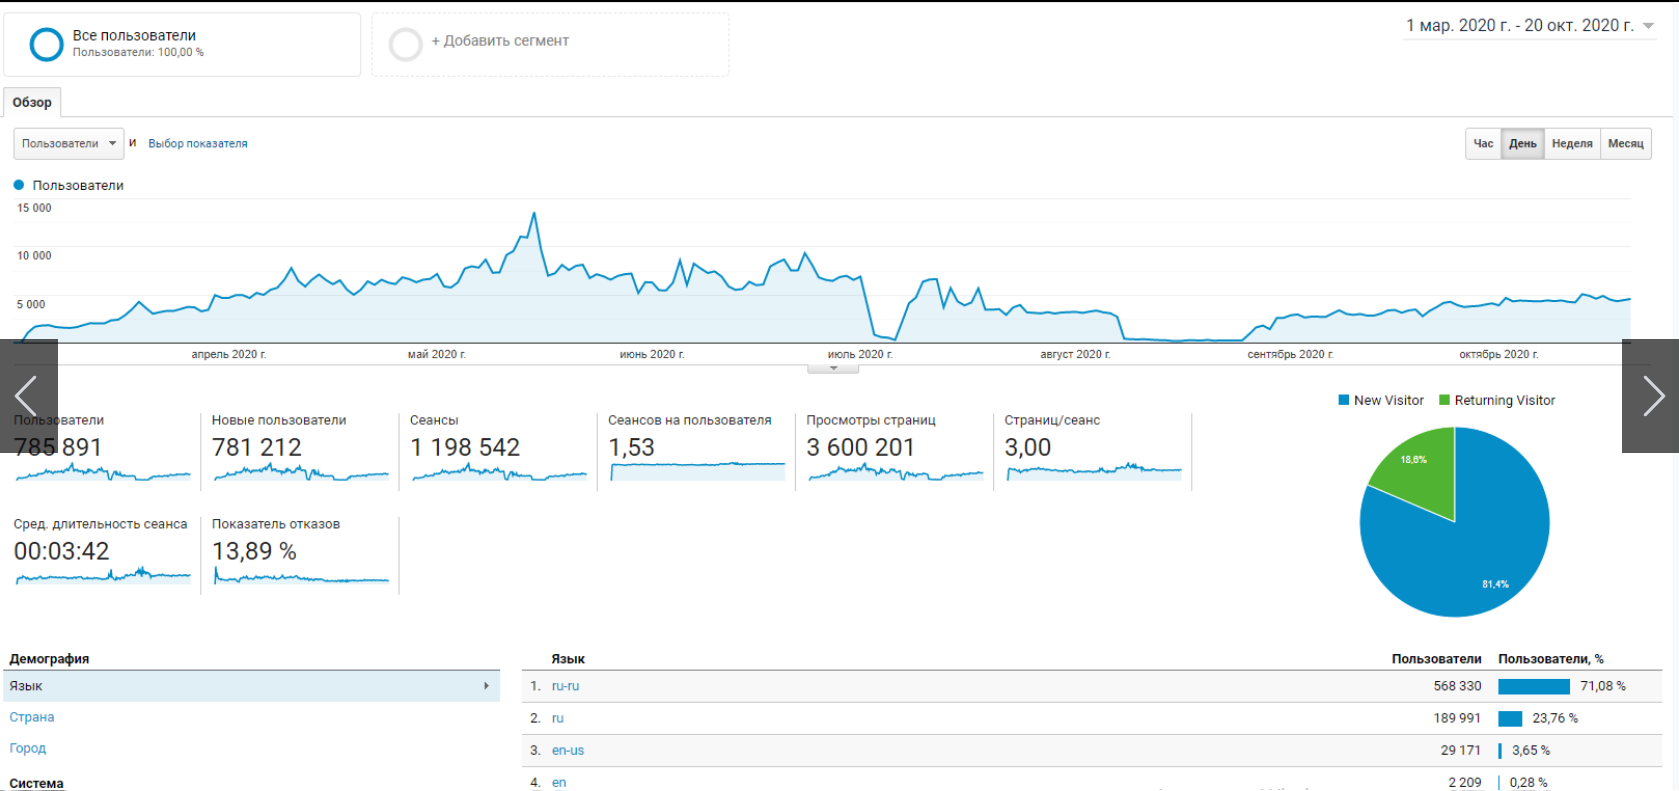 Все пользователи
Пользователи: 100,00 %
+ Добавить сегмент
1 мар. 2020 г. - 20 окт. 2020 г.
Обзор
Пользователи и Выбор показателя
Час День Неделя Месяц
Пользователи
15 000
10 000
5 000
апрель 2020 г. май 2020 г. июнь 2020 г. июль 2020 г. август 2020 г. сентябрь 2020 г. октябрь 2020 г.
New Visitor Returning Visitor
Пользователи Новые пользователи Сеансы Сеансов на пользователя Просмотры страниц Страниц/сеанс
785 891 781 212 1 198 542 1,53 3 600 201 3,00
18,6%
Сред. длительность сеанса Показатель отказов
00:03:42 13,89 %
81,4%
Демография
Язык
Страна
Город
Система
Язык Пользователи Пользователи, %
1. ru-ru 568 330 71,08 %
2. ru 189 991 23,76 %
3. en-us 29 171 3,65 %
4. en 2 209 0,28 %